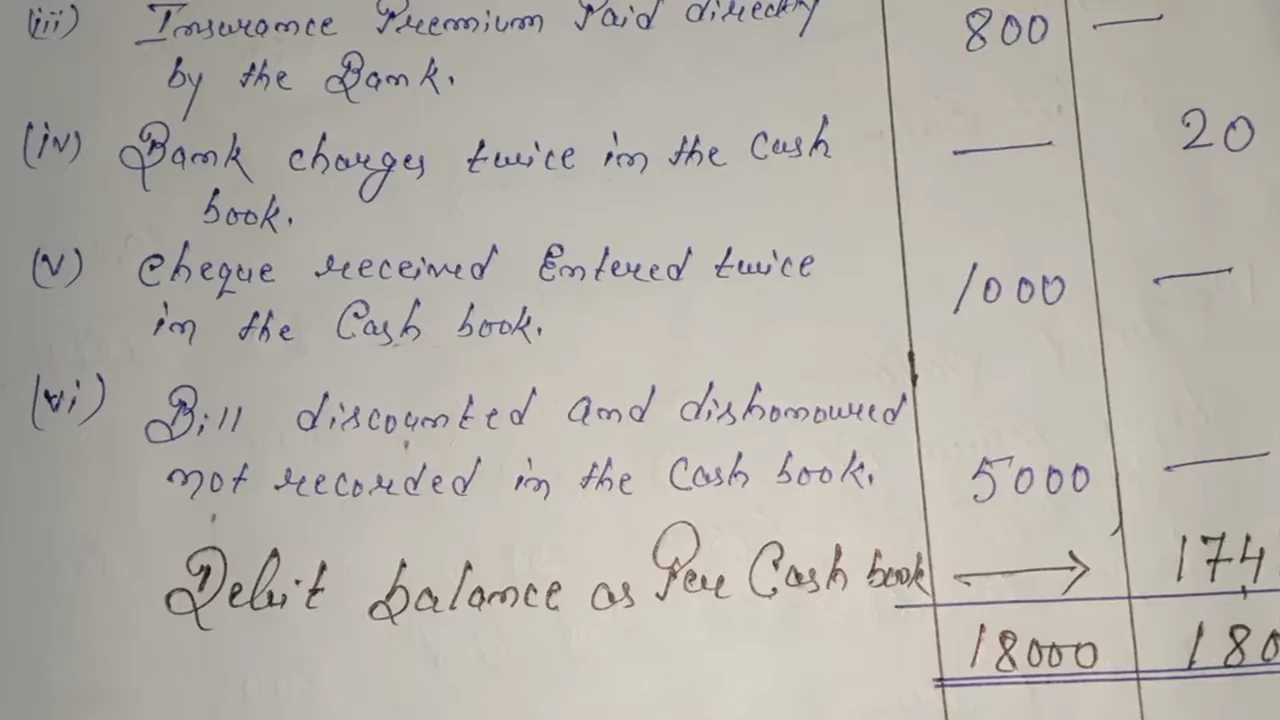 (iii) Insurance Premium Paid directly 800 —
by the Bank.
(iv) Bank charges twice in the Cash — 20
book.
(v) Cheque received Entered twice
in the Cash book. 1000 —
(vi) Bill discounted and dishonoured
not recorded in the Cash book. 5000 —
Debit balance as Per Cash book → 174
18000 180